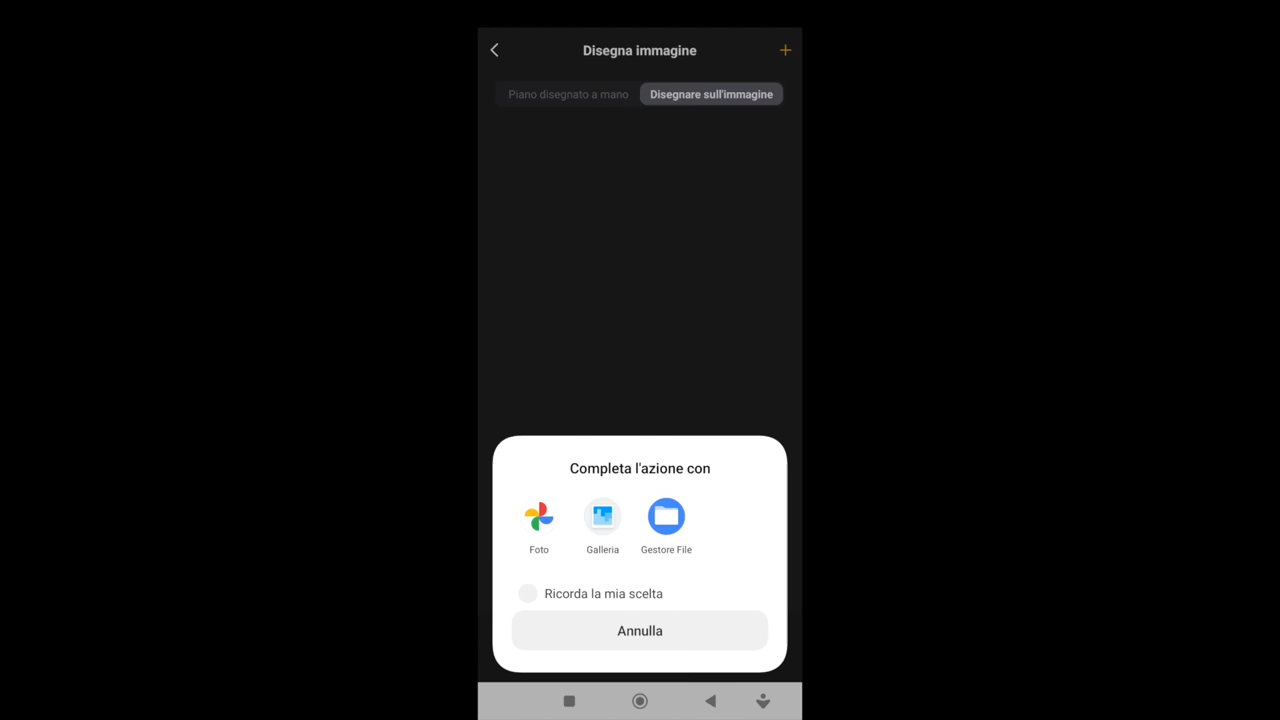 Disegna immagine
Piano disegnato a mano
Disegnare sull'immagine
Completa l'azione con
Foto
Galleria
Gestore File
Ricorda la mia scelta
Annulla